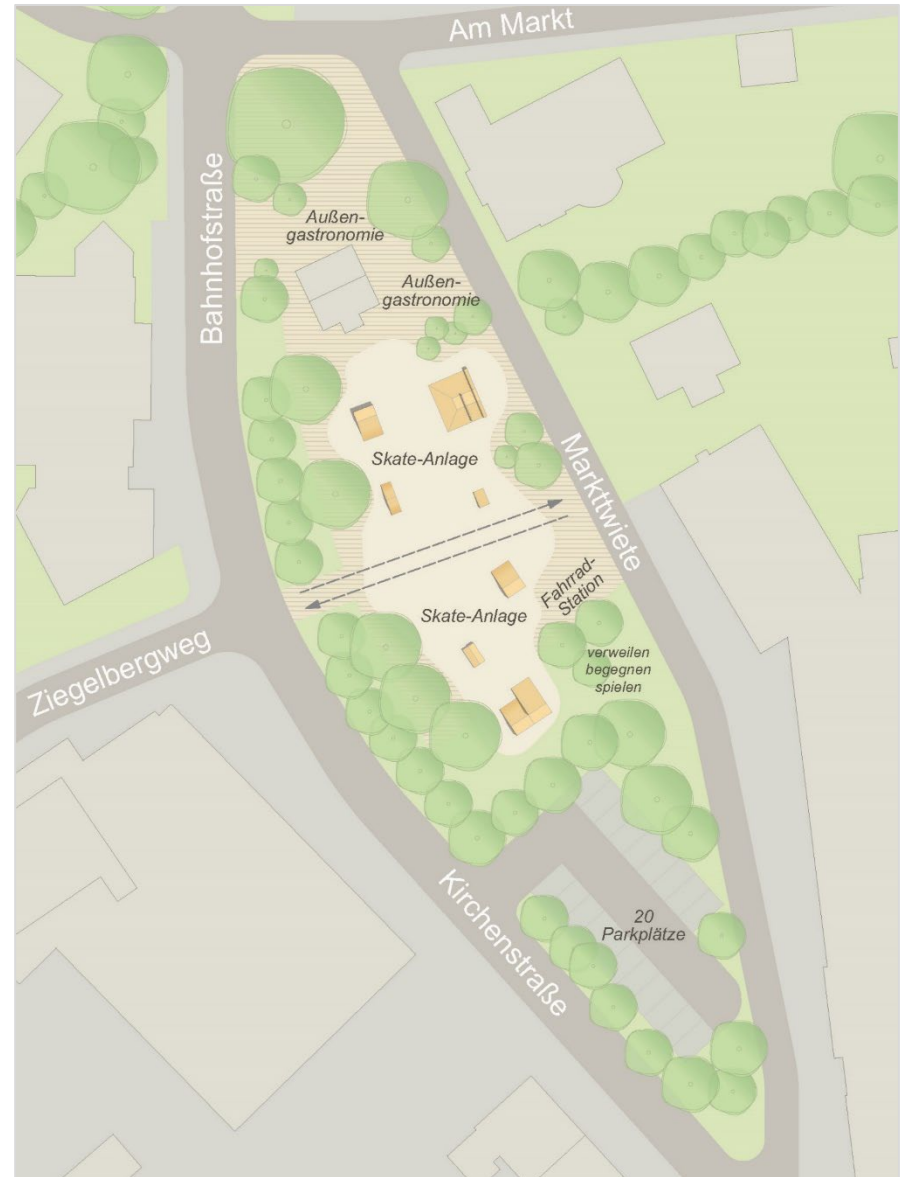 Am Markt
Bahnhofstraße
Außen-
gastronomie
Außen-
gastronomie
Skate-Anlage
Markttwiete
Fahrrad-
Station
Skate-Anlage
Ziegelbergweg
verweilen
begegnen
spielen
Kirchenstraße
20
Parkplätze